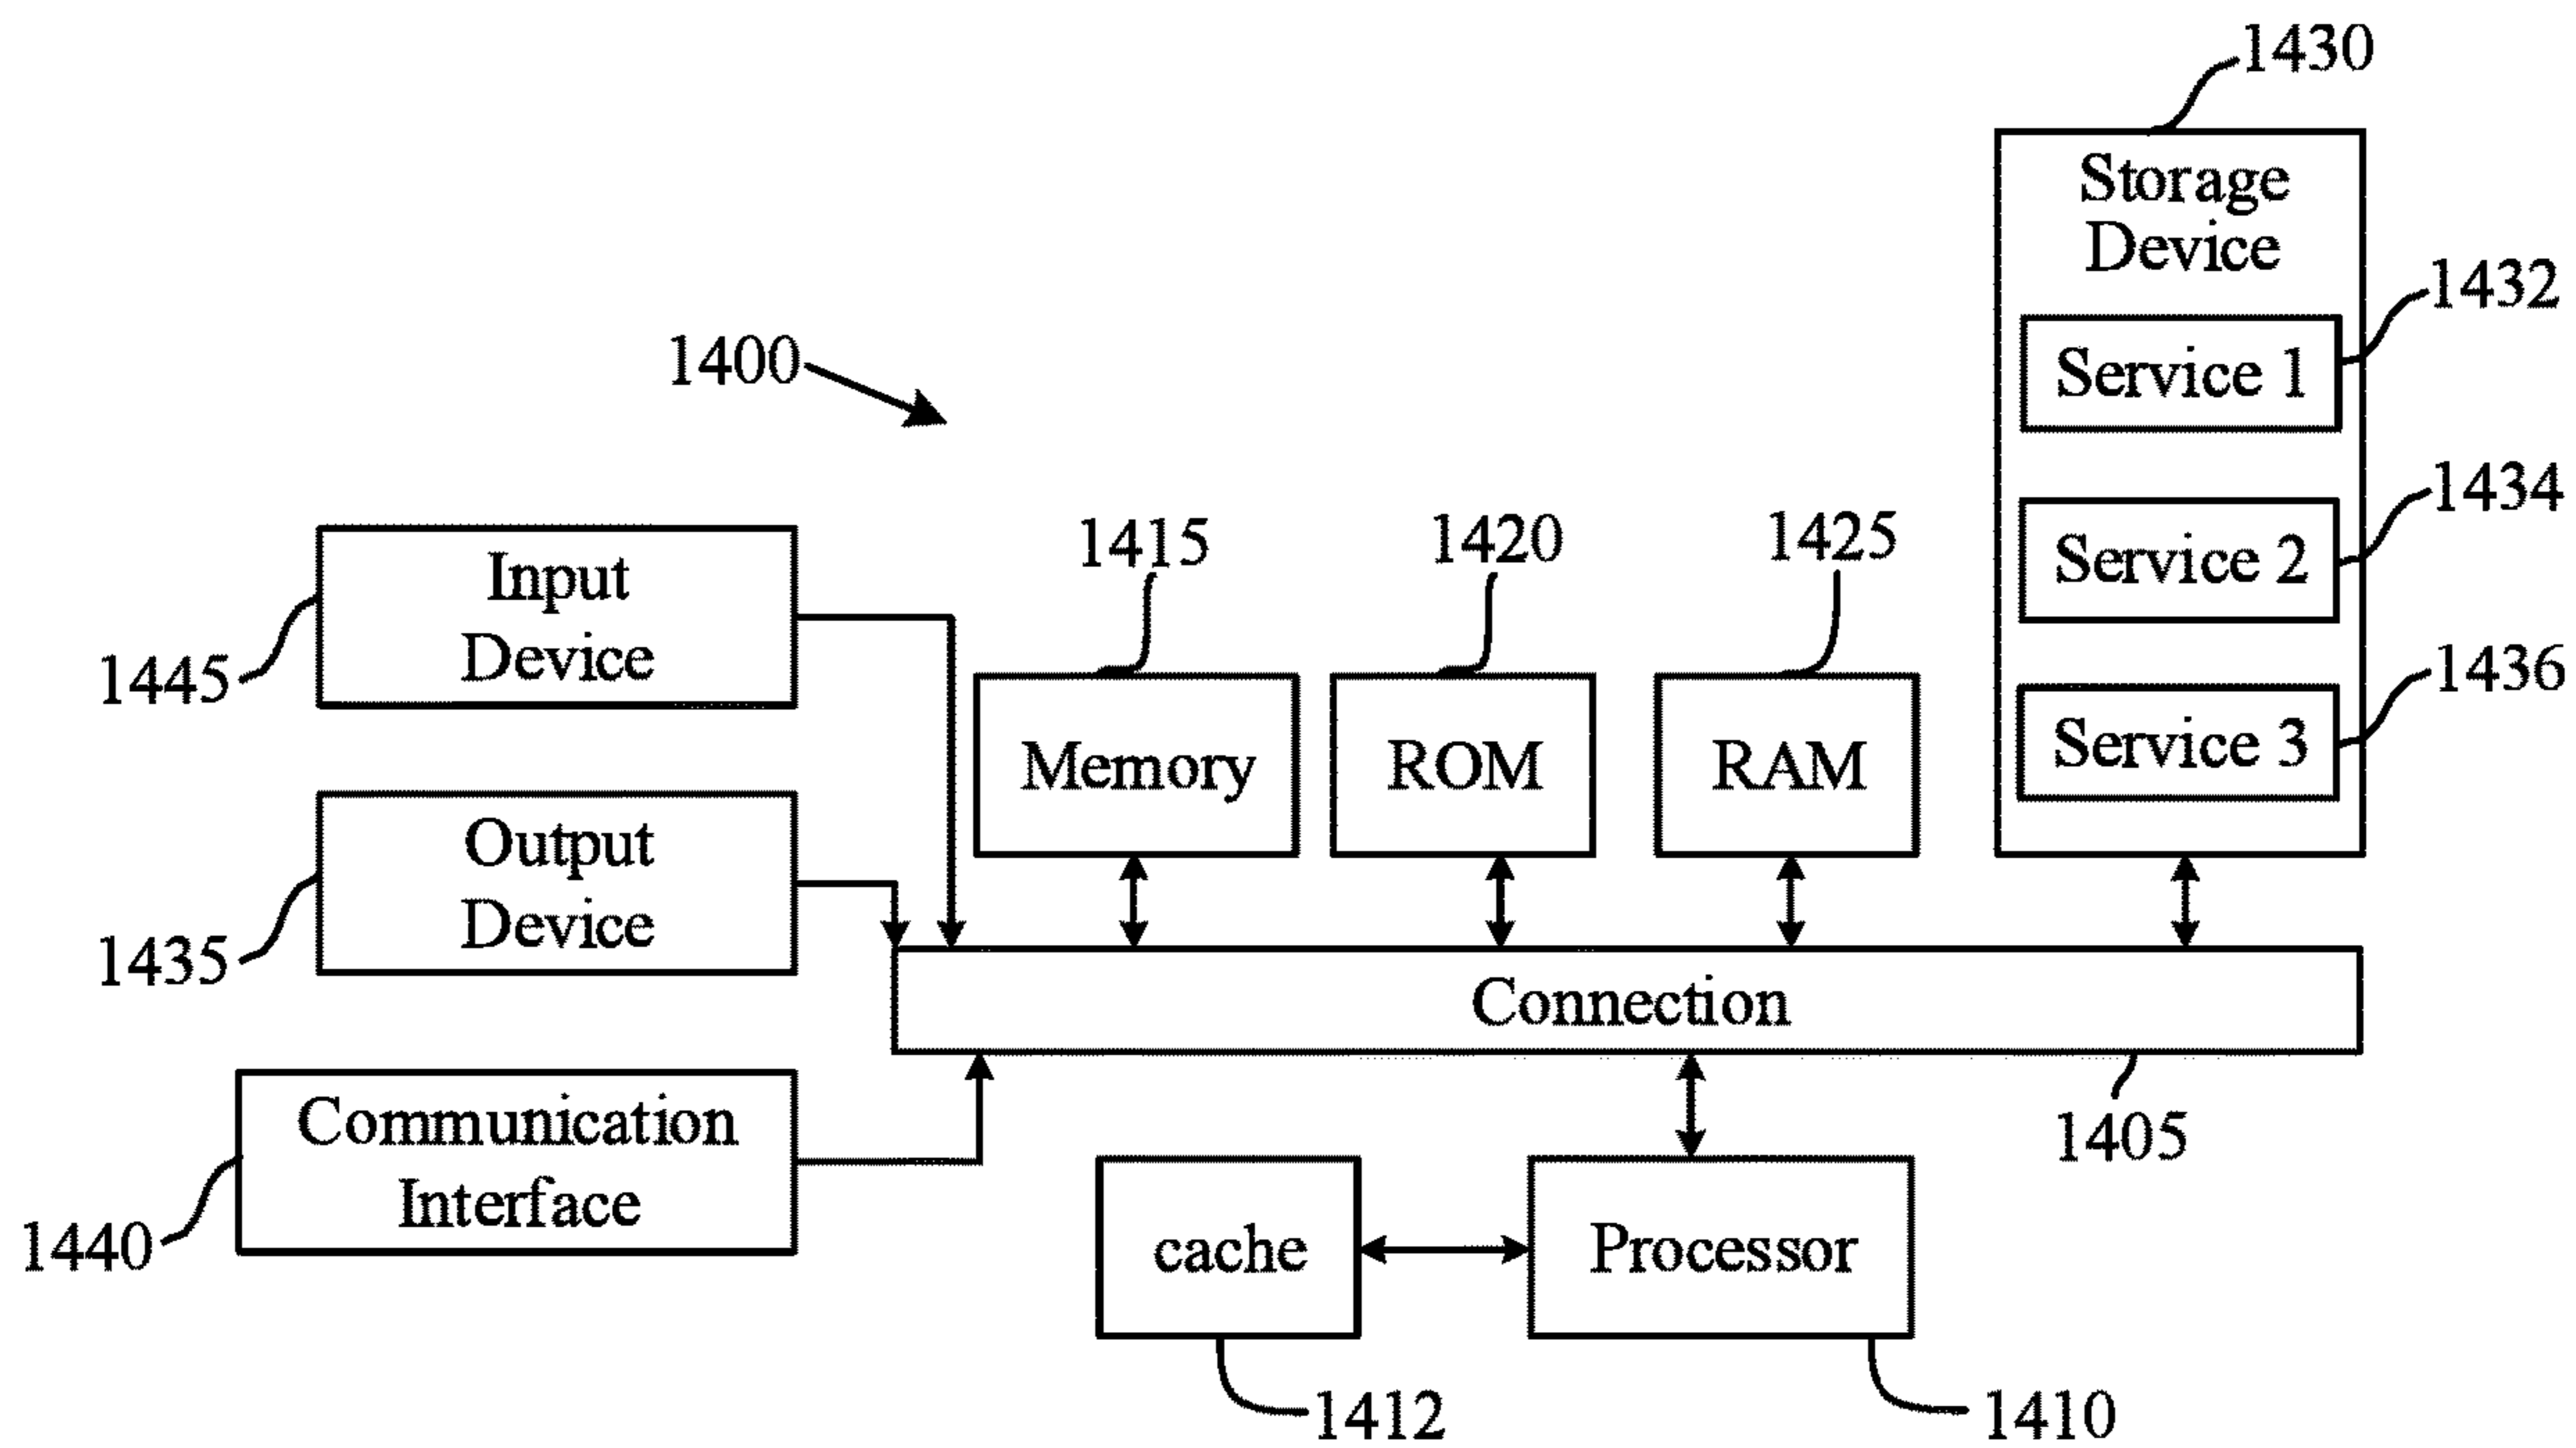 1430
Storage
Device
1432
Service 1
1400
1434
Service 2
1415
1420
1425
Input
Device
1445
1436
Service 3
Memory
ROM
RAM
Output
Device
1435
Connection
Communication
Interface
1440
1405
cache
Processor
1412
1410